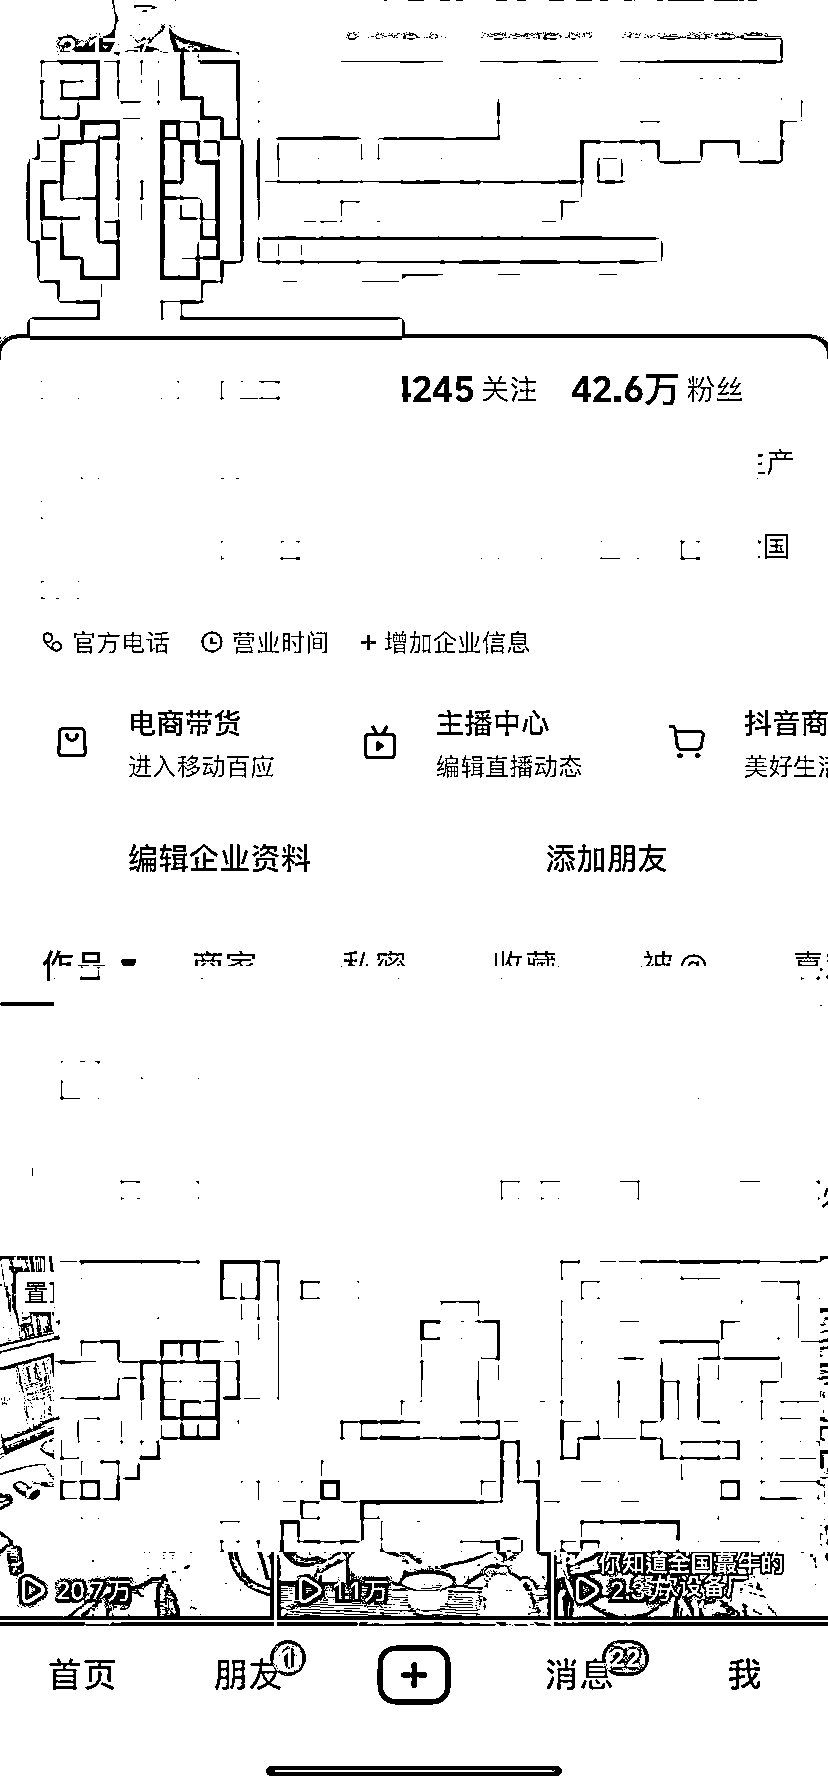 1245 关注 42.6万 粉丝
产
国
官方电话 营业时间 + 增加企业信息
电商带货 主播中心 抖音商
进入移动百应 编辑直播动态 美好生活
编辑企业资料 添加朋友
作品 商家 私密 收藏 被@ 喜
置
你知道全国最牛的
20.7万 1.1万 2.3万 设备厂
首页 朋友 1 消息 22 我